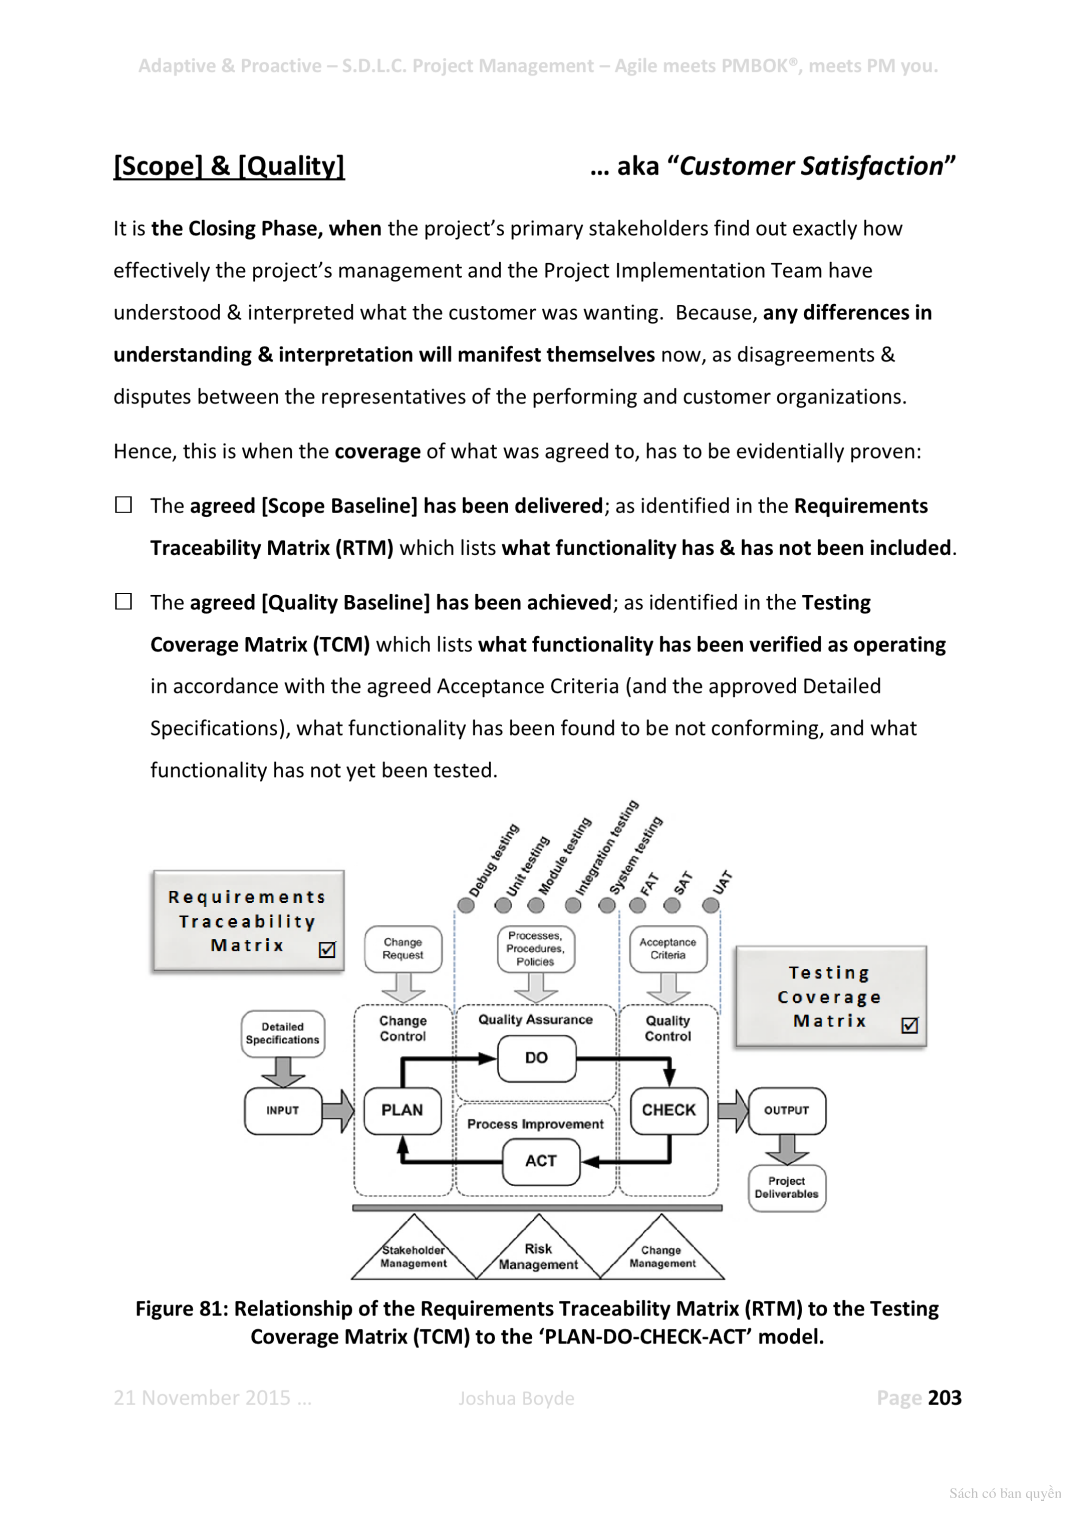 Adaptive & Proactive – S.D.L.C. Project Management – Agile meets PMBOK®, meets PM you.
[Scope] & [Quality] … aka “Customer Satisfaction”
It is the Closing Phase, when the project’s primary stakeholders find out exactly how
effectively the project’s management and the Project Implementation Team have
understood & interpreted what the customer was wanting.  Because, any differences in
understanding & interpretation will manifest themselves now, as disagreements &
disputes between the representatives of the performing and customer organizations.
Hence, this is when the coverage of what was agreed to, has to be evidentially proven:
☐ The agreed [Scope Baseline] has been delivered; as identified in the Requirements
Traceability Matrix (RTM) which lists what functionality has & has not been included.
☐ The agreed [Quality Baseline] has been achieved; as identified in the Testing
Coverage Matrix (TCM) which lists what functionality has been verified as operating
in accordance with the agreed Acceptance Criteria (and the approved Detailed
Specifications), what functionality has been found to be not conforming, and what
functionality has not yet been tested.
Debug testing
Unit testing
Module testing
Integration testing
System testing
FAT
SAT
UAT
Requirements
Traceability
Matrix ☑
Change
Request
Processes,
Procedures,
Policies
Acceptance
Criteria
Testing
Coverage
Matrix ☑
Detailed
Specifications
Change
Control
Quality Assurance
Quality
Control
DO
INPUT
PLAN
CHECK
OUTPUT
Process Improvement
ACT
Project
Deliverables
Stakeholder
Management
Risk
Management
Change
Management
Figure 81: Relationship of the Requirements Traceability Matrix (RTM) to the Testing
Coverage Matrix (TCM) to the ‘PLAN-DO-CHECK-ACT’ model.
21 November 2015 … Joshua Boyde Page 203
Sách có bản quyền